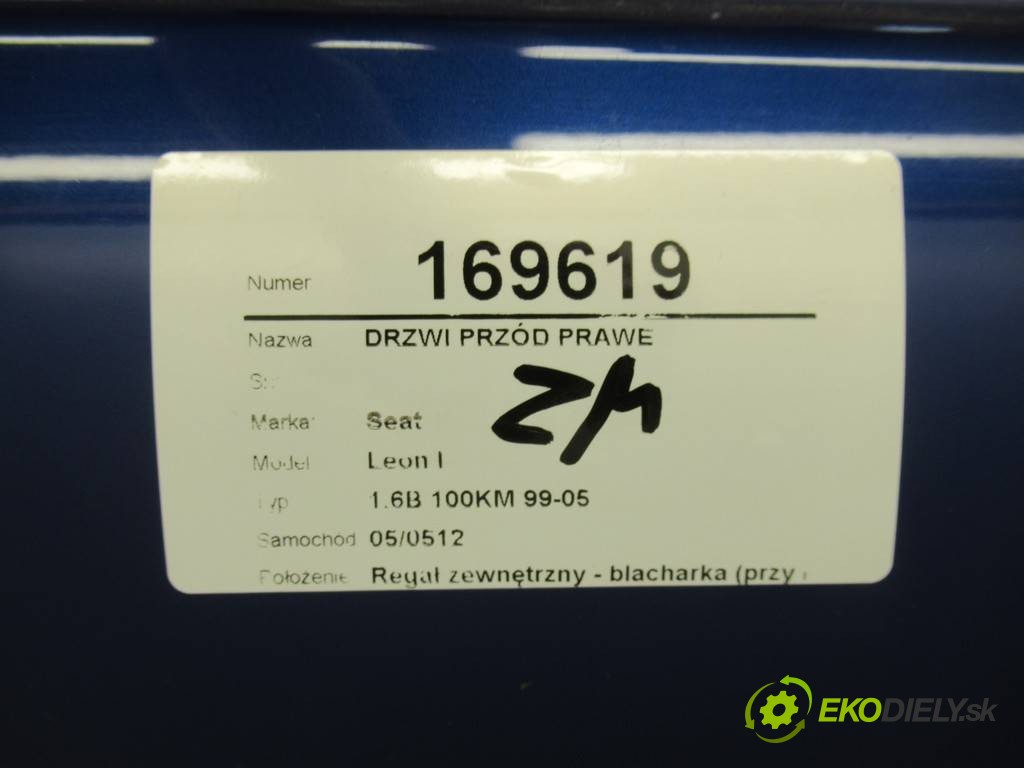 Numer 169619
Nazwa DRZWI PRZÓD PRAWE
Marka Seat
Model Leon I
Typ 1.6B 100KM 99-05
Samochód 05/0512
Położenie Regał zewnętrzny - blacharka (przy
EKODIELY.sk